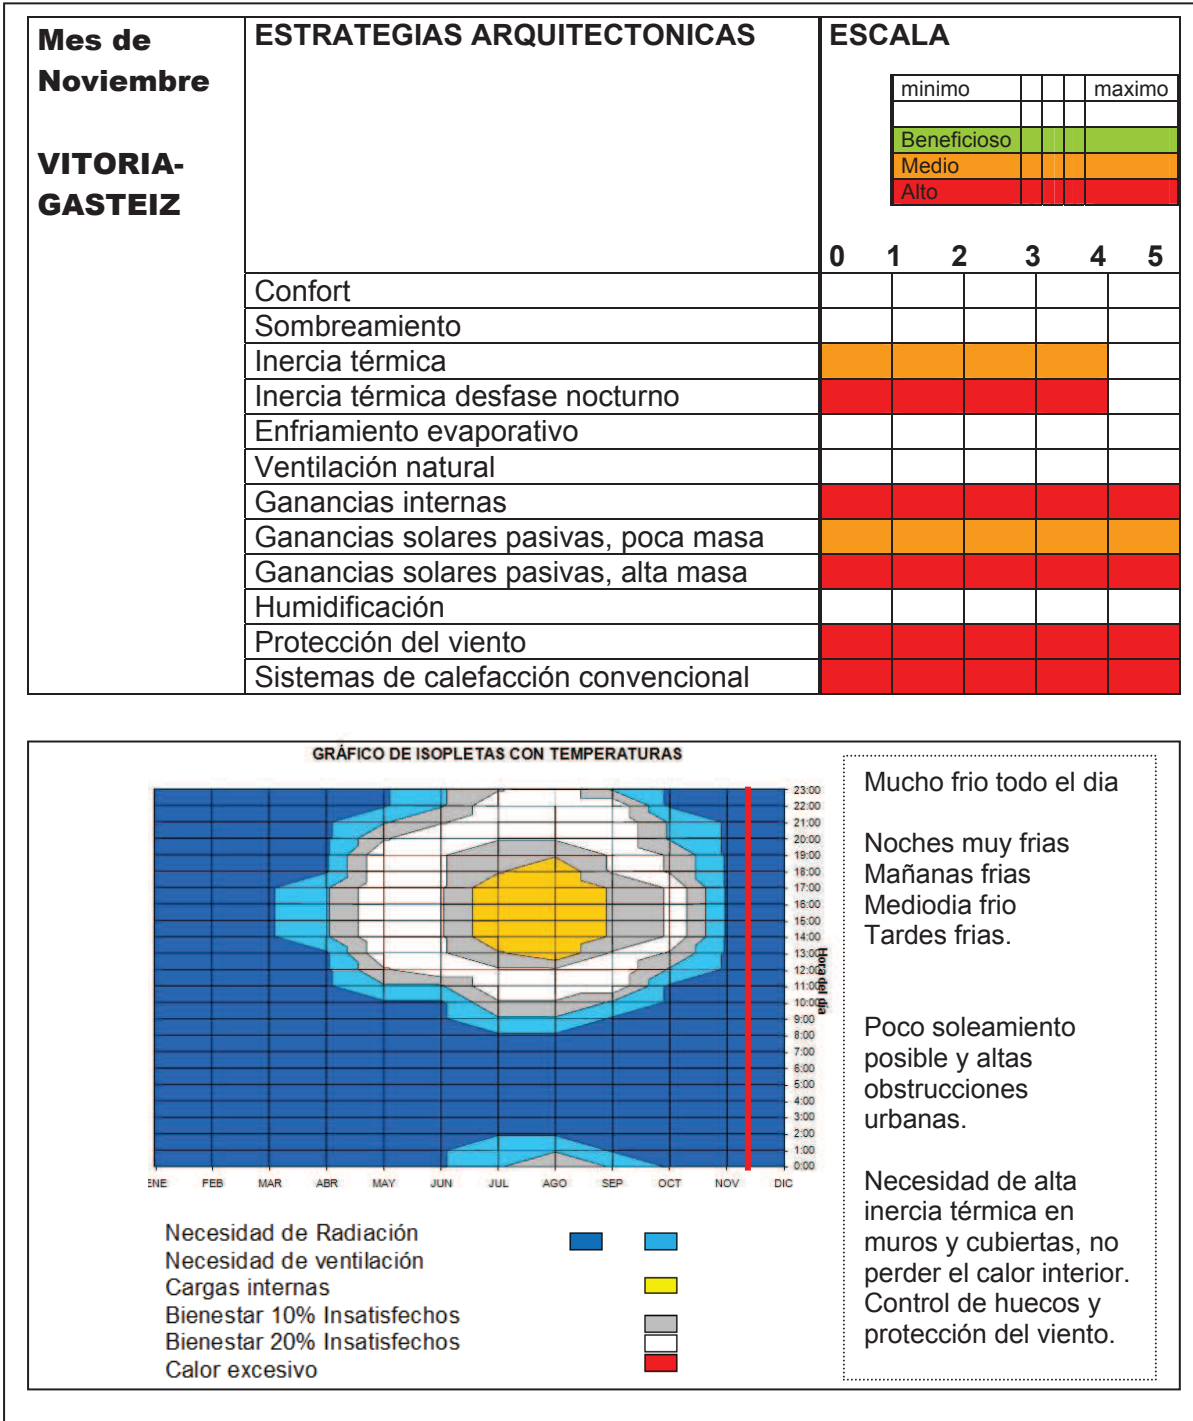 Mes de
Noviembre
VITORIA-
GASTEIZ
ESTRATEGIAS ARQUITECTONICAS
ESCALA
minimo maximo
Beneficioso
Medio
Alto
0 1 2 3 4 5
Confort
Sombreamiento
Inercia térmica
Inercia térmica desfase nocturno
Enfriamiento evaporativo
Ventilación natural
Ganancias internas
Ganancias solares pasivas, poca masa
Ganancias solares pasivas, alta masa
Humidificación
Protección del viento
Sistemas de calefacción convencional
GRÁFICO DE ISOPLETAS CON TEMPERATURAS
23:00
22:00
21:00
20:00
19:00
18:00
17:00
16:00
15:00
14:00
13:00
12:00
11:00
10:00
9:00
8:00
7:00
6:00
5:00
4:00
3:00
2:00
1:00
0:00
Hora del día
ENE FEB MAR ABR MAY JUN JUL AGO SEP OCT NOV DIC
Necesidad de Radiación
Necesidad de ventilación
Cargas internas
Bienestar 10% Insatisfechos
Bienestar 20% Insatisfechos
Calor excesivo
Mucho frio todo el dia
Noches muy frias
Mañanas frias
Mediodia frio
Tardes frias.
Poco soleamiento
posible y altas
obstrucciones
urbanas.
Necesidad de alta
inercia térmica en
muros y cubiertas, no
perder el calor interior.
Control de huecos y
protección del viento.